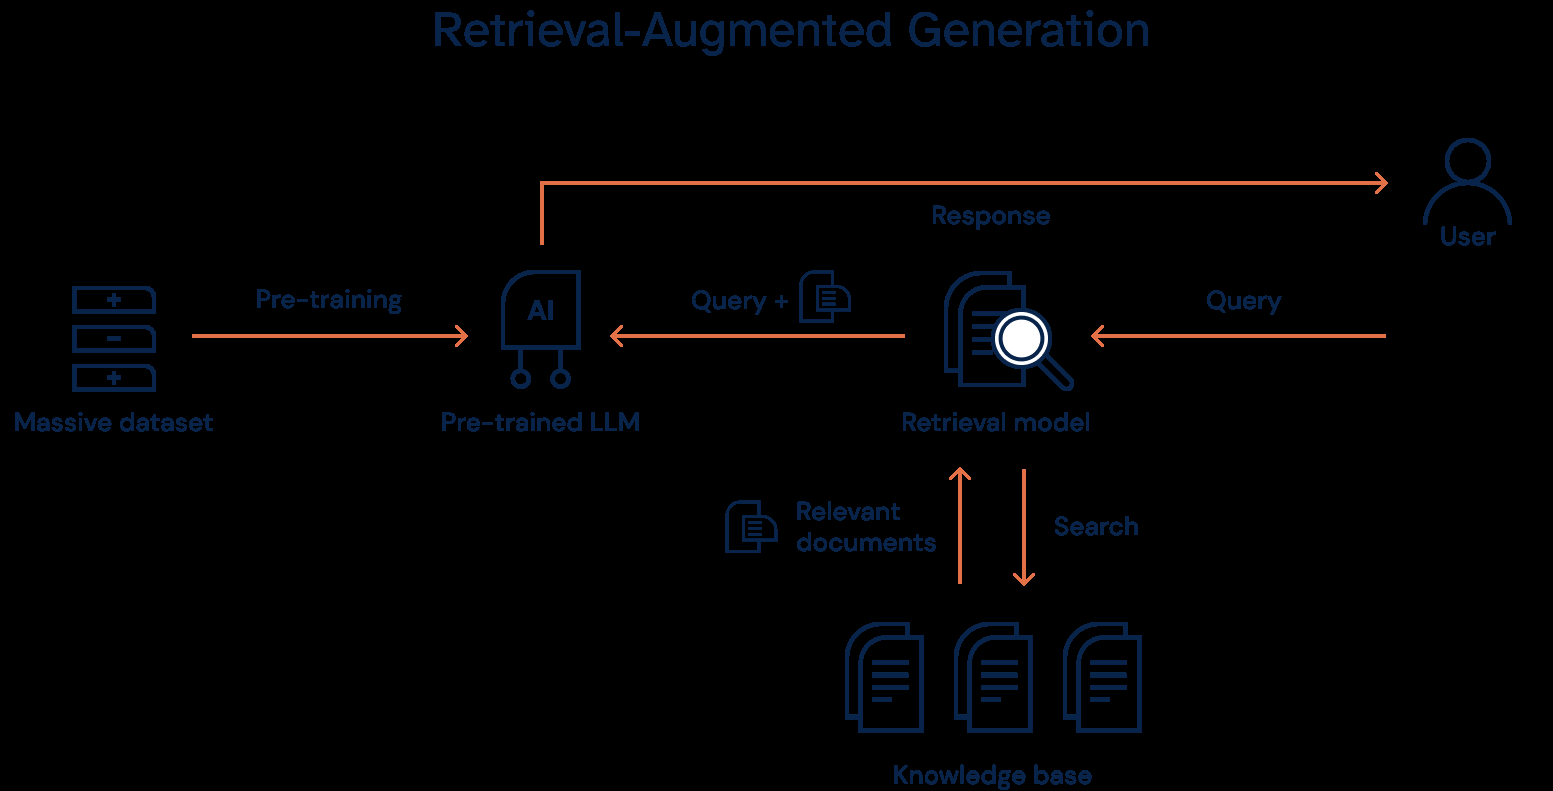 Retrieval-Augmented Generation
Response
User
Pre-training
AI
Query +
Query
Massive dataset
Pre-trained LLM
Retrieval model
Relevant
documents
Search
Knowledge base